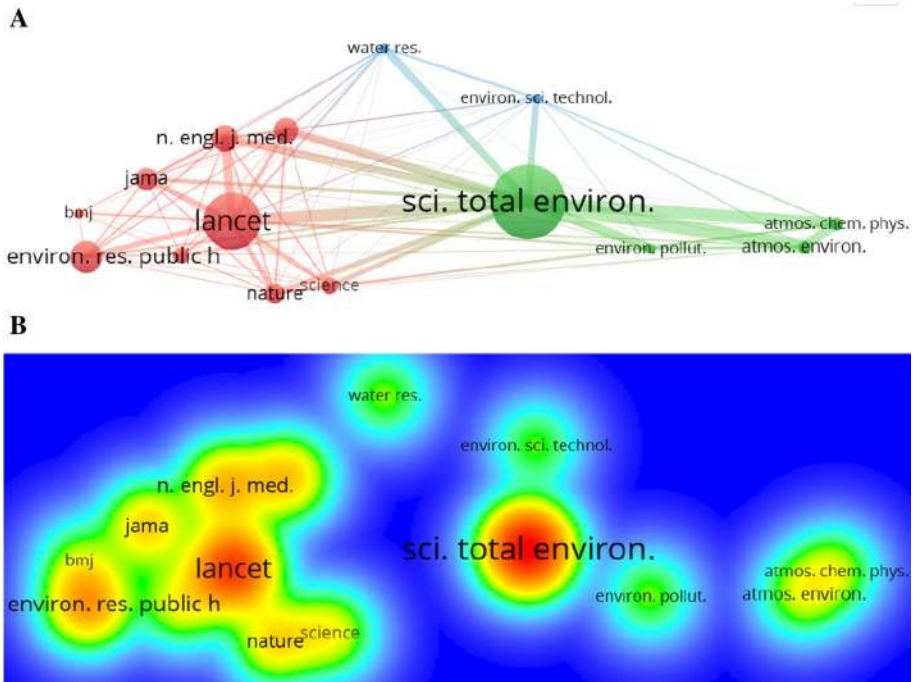 A
water res.
environ. sci. technol.
n. engl. j. med.
jama
sci. total environ.
bmj
lancet
atmos. chem. phys.
environ. res. public h
environ. pollut.
atmos. environ.
science
nature
B
water res.
environ. sci. technol.
n. engl. j. med.
jama
sci. total environ.
bmj
lancet
atmos. chem. phys.
environ. res. public h
environ. pollut.
atmos. environ.
science
nature